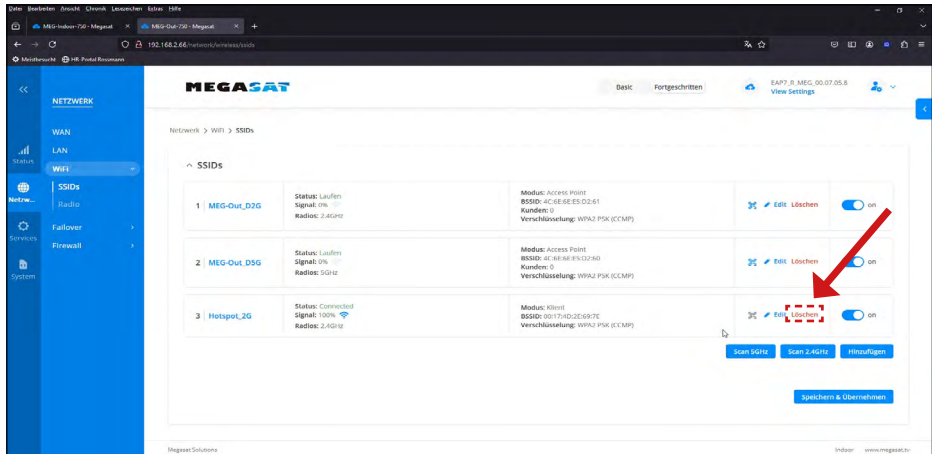 Datei Bearbeiten Ansicht Chronik Lesezeichen Extras Hilfe
MEG-Indoor-750 - Megasat
MEG-Out-750 - Megasat
192.168.2.66/network/wireless/ssids
Meistbesucht HR-Portal Rossmann
MEGASAT
Basic Fortgeschritten
EAP7_R_MEG_00.07.05.8
View Settings
NETZWERK
WAN
LAN
WiFi
SSIDs
Radio
Failover
Firewall
Status
Netzw...
Services
System
Netzwerk > WiFi > SSIDs
SSIDs
1 MEG-Out_D2G
Status: Laufen
Signal: 0%
Radios: 2.4GHz
Modus: Access Point
BSSID: 4C:6E:6E:E5:D2:61
Kunden: 0
Verschlüsselung: WPA2 PSK (CCMP)
Edit Löschen on
2 MEG-Out_D5G
Status: Laufen
Signal: 0%
Radios: 5GHz
Modus: Access Point
BSSID: 4C:6E:6E:E5:D2:60
Kunden: 0
Verschlüsselung: WPA2 PSK (CCMP)
Edit Löschen on
3 Hotspot_2G
Status: Connected
Signal: 100%
Radios: 2.4GHz
Modus: Klient
BSSID: 00:17:4D:2E:69:7E
Verschlüsselung: WPA2 PSK (CCMP)
Edit Löschen on
Scan 5GHz Scan 2.4GHz Hinzufügen
Speichern & Übernehmen
Megasat Solutions
Indoor www.megasat.tv